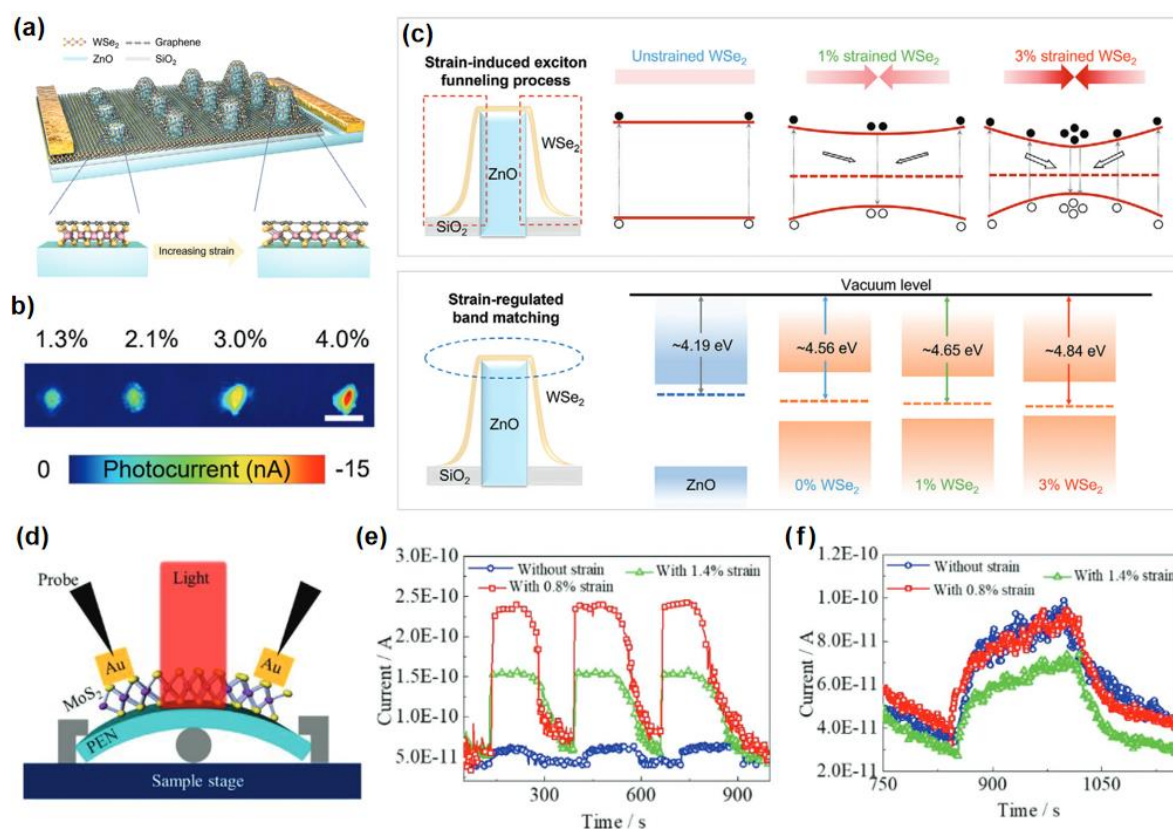 (a)
WSe₂ Graphene
ZnO SiO₂
Increasing strain
b)
1.3% 2.1% 3.0% 4.0%
0 Photocurrent (nA) -15
(c)
Strain-induced exciton
funneling process
ZnO
WSe₂
SiO₂
Unstrained WSe₂
1% strained WSe₂
3% strained WSe₂
Strain-regulated
band matching
ZnO
WSe₂
SiO₂
Vacuum level
~4.19 eV ~4.56 eV ~4.65 eV ~4.84 eV
ZnO 0% WSe₂ 1% WSe₂ 3% WSe₂
(d)
Probe
Light
Au Au
MoS₂
PEN
Sample stage
(e)
Current / A
3.0E-10
2.5E-10
2.0E-10
1.5E-10
1.0E-10
5.0E-11
Without strain With 1.4% strain
With 0.8% strain
300 600 900
Time / s
(f)
Current / A
1.2E-10
1.0E-10
8.0E-11
6.0E-11
4.0E-11
2.0E-11
Without strain With 1.4% strain
With 0.8% strain
750 900 1050
Time / s